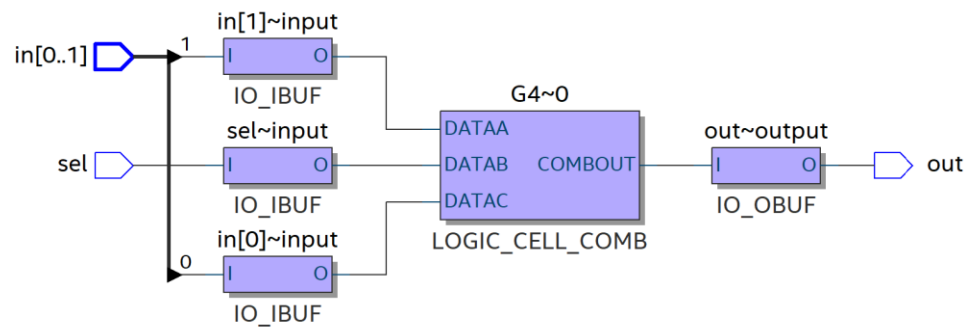 in[0..1]
1
in[1]~input
I O
IO_IBUF
sel
sel~input
I O
IO_IBUF
0
in[0]~input
I O
IO_IBUF
G4~0
DATAA
DATAB COMBOUT
DATAC
LOGIC_CELL_COMB
out~output
I O
IO_OBUF
out